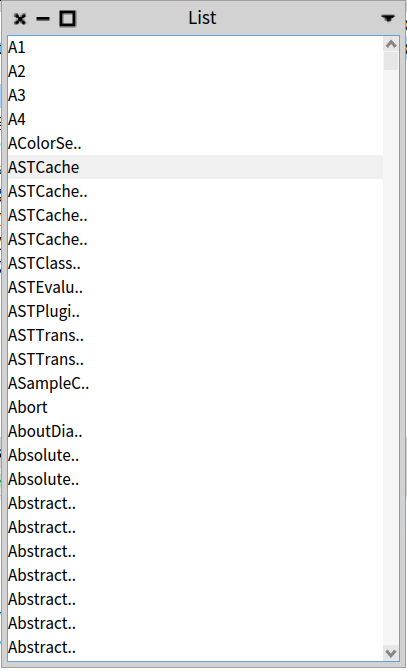 List
A1
A2
A3
A4
AColorSe..
ASTCache
ASTCache..
ASTCache..
ASTCache..
ASTClass..
ASTEvalu..
ASTPlugi..
ASTTrans..
ASTTrans..
ASampleC..
Abort
AboutDia..
Absolute..
Absolute..
Abstract..
Abstract..
Abstract..
Abstract..
Abstract..
Abstract..
Abstract..